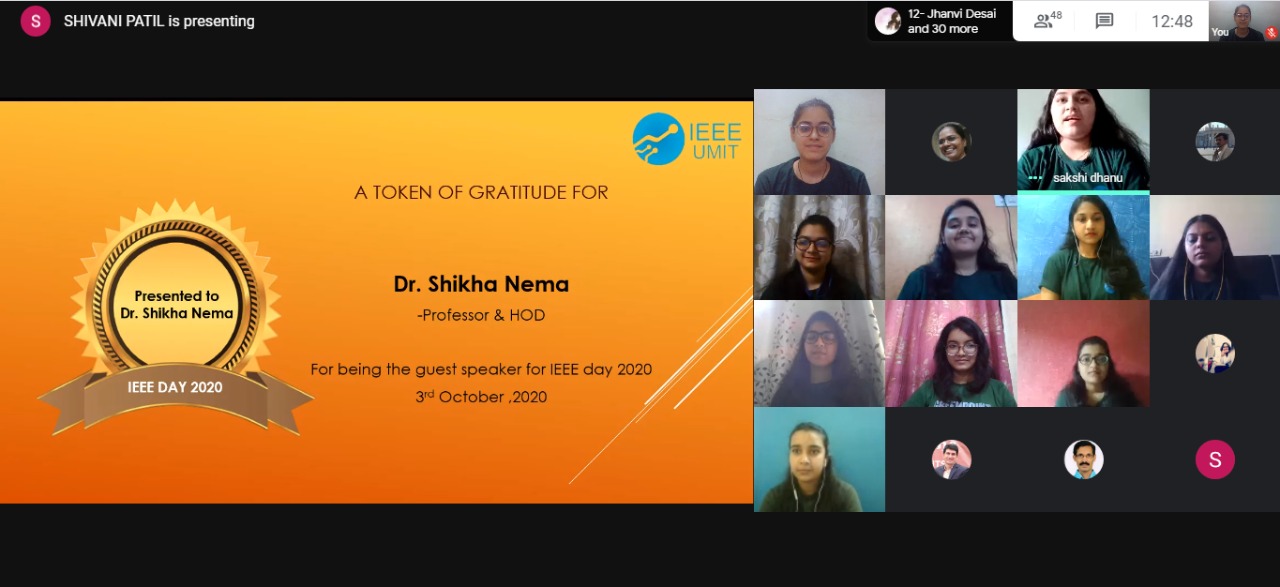 S
SHIVANI PATIL is presenting
12- Jhanvi Desai
and 30 more
48
12:48
You
IEEE
UMIT
A TOKEN OF GRATITUDE FOR
Dr. Shikha Nema
-Professor & HOD
For being the guest speaker for IEEE day 2020
3rd October ,2020
Presented to
Dr. Shikha Nema
IEEE DAY 2020
sakshi dhanu
S